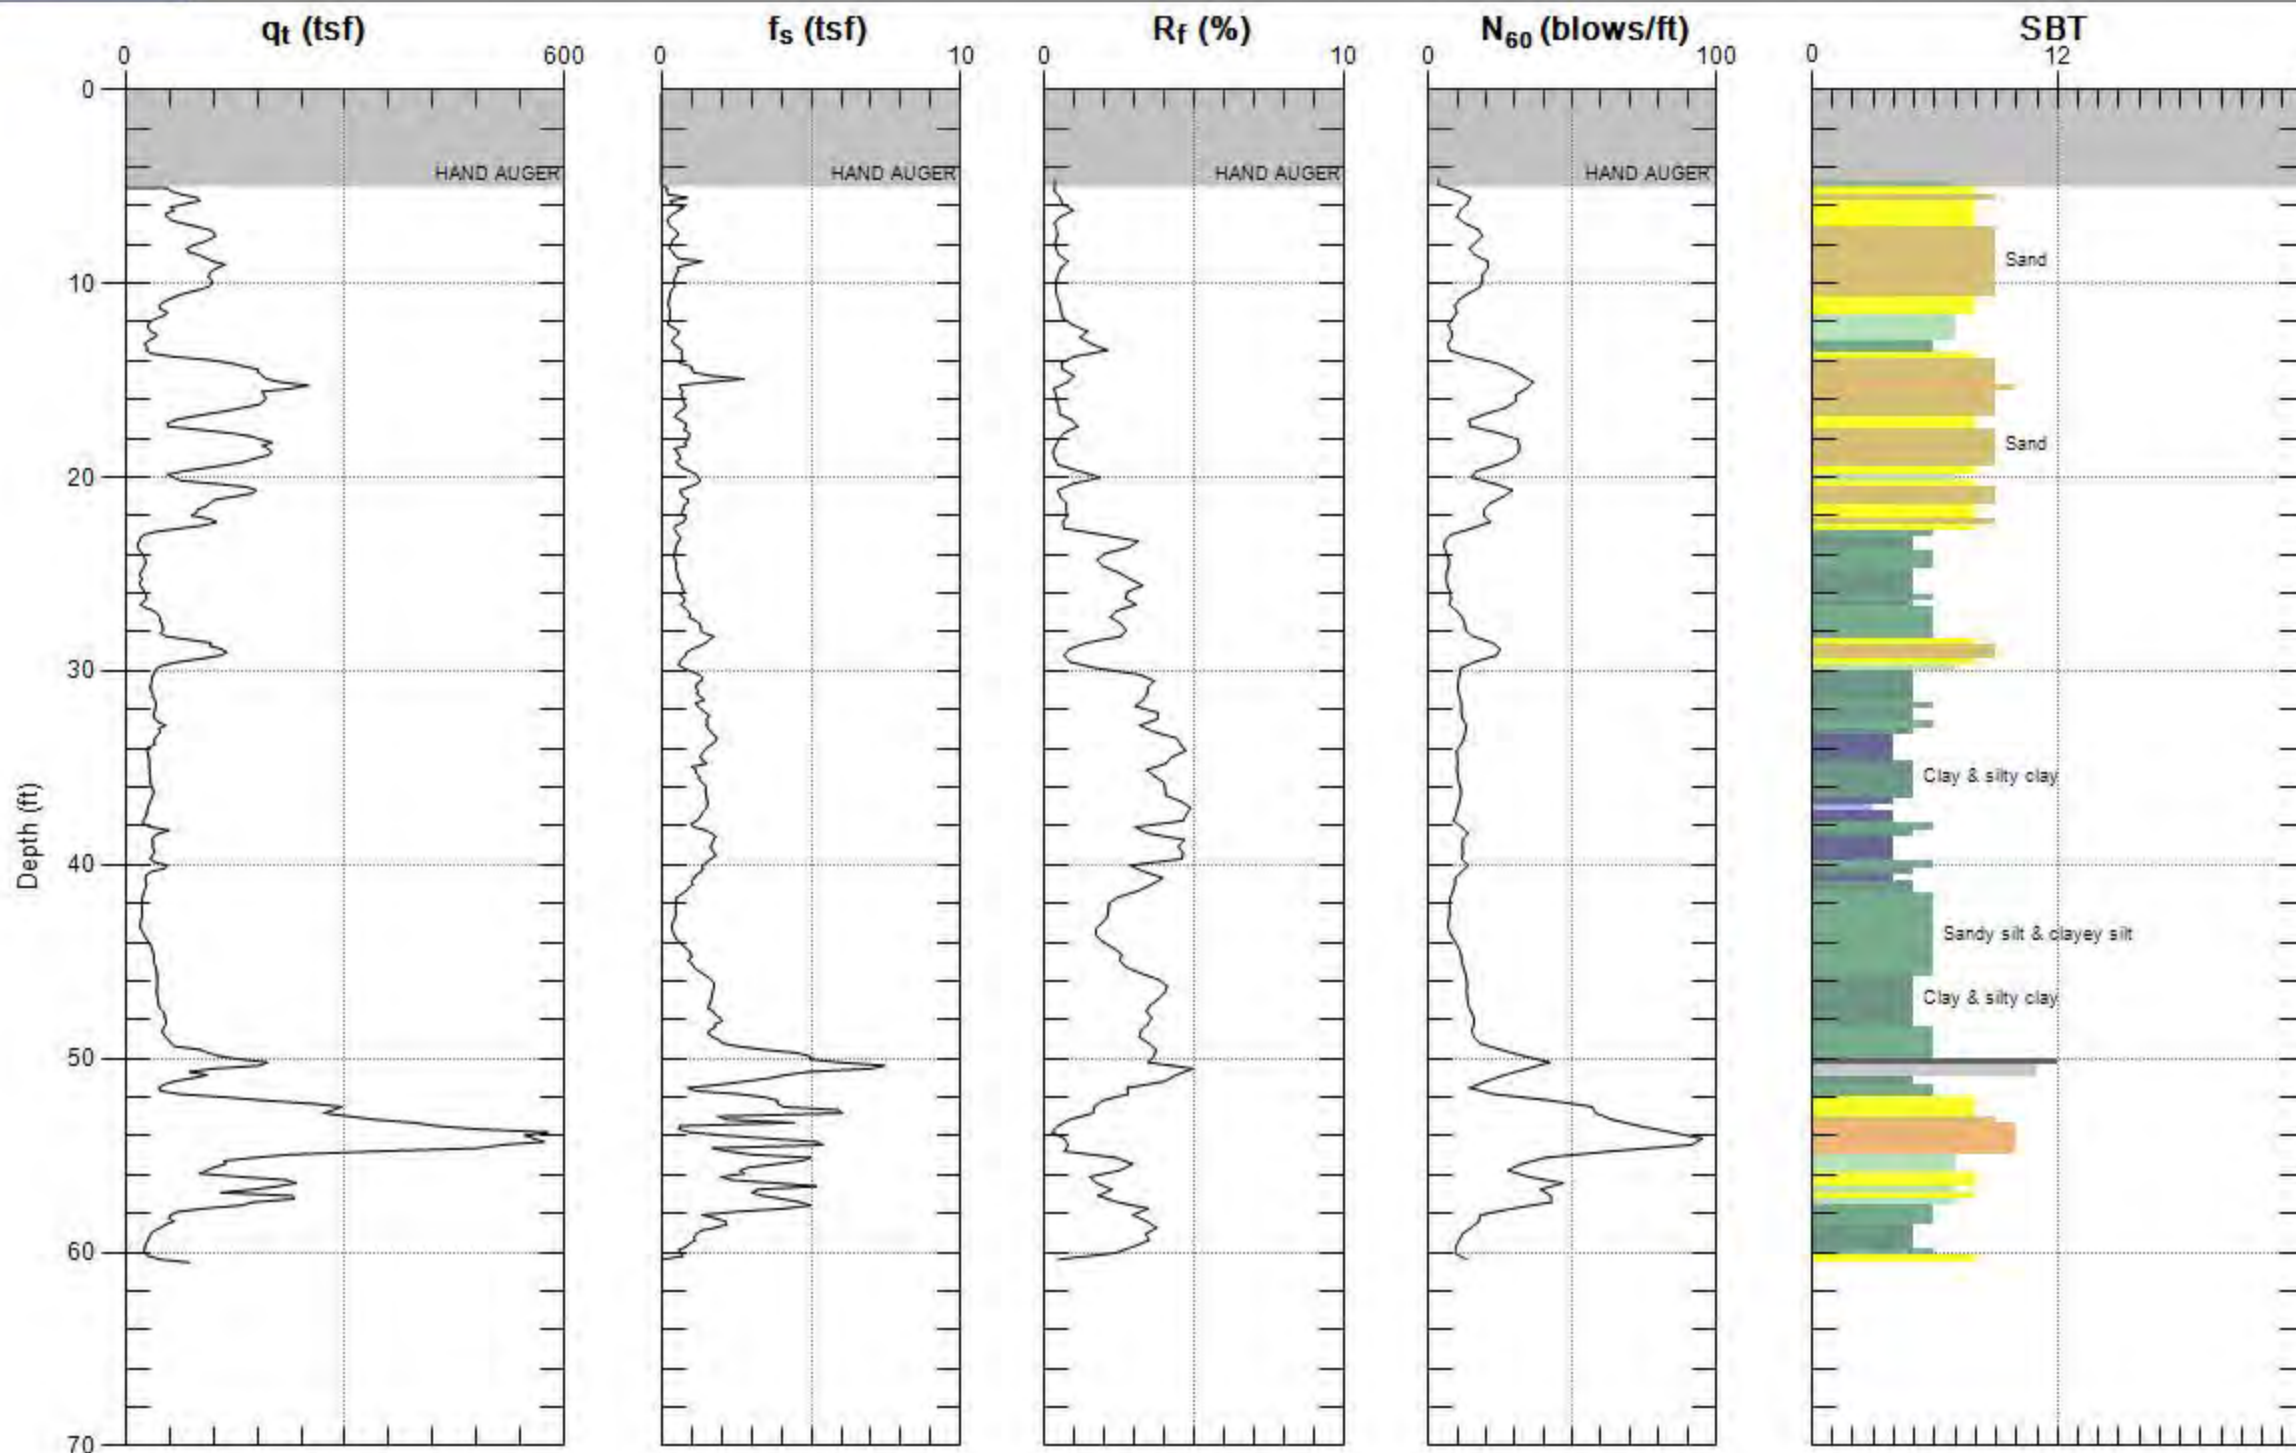 qt (tsf) fs (tsf) Rf (%) N60 (blows/ft) SBT
0 600 0 10 0 10 0 100 0 12
0
HAND AUGER HAND AUGER HAND AUGER HAND AUGER
Sand
10
Sand
20
30
Clay & silty clay
Depth (ft)
40
Sandy silt & clayey silt
Clay & silty clay
50
60
70